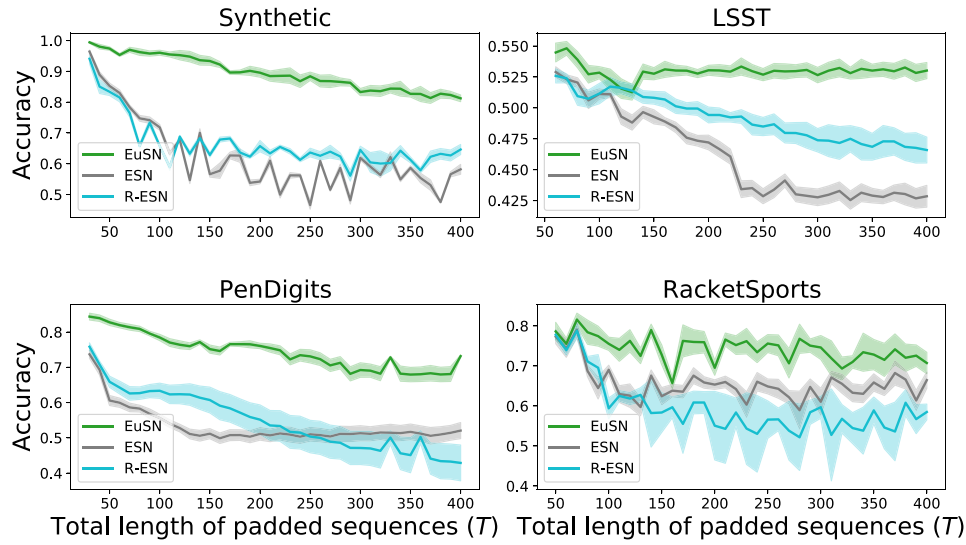 Synthetic
Accuracy
1.0
0.9
0.8
0.7
0.6
0.5
EuSN
ESN
R-ESN
50 100 150 200 250 300 350 400
LSST
0.550
0.525
0.500
0.475
0.450
0.425
EuSN
ESN
R-ESN
50 100 150 200 250 300 350 400
PenDigits
Accuracy
0.8
0.7
0.6
0.5
0.4
EuSN
ESN
R-ESN
50 100 150 200 250 300 350 400
Total length of padded sequences (T)
RacketSports
0.8
0.7
0.6
0.5
0.4
EuSN
ESN
R-ESN
50 100 150 200 250 300 350 400
Total length of padded sequences (T)